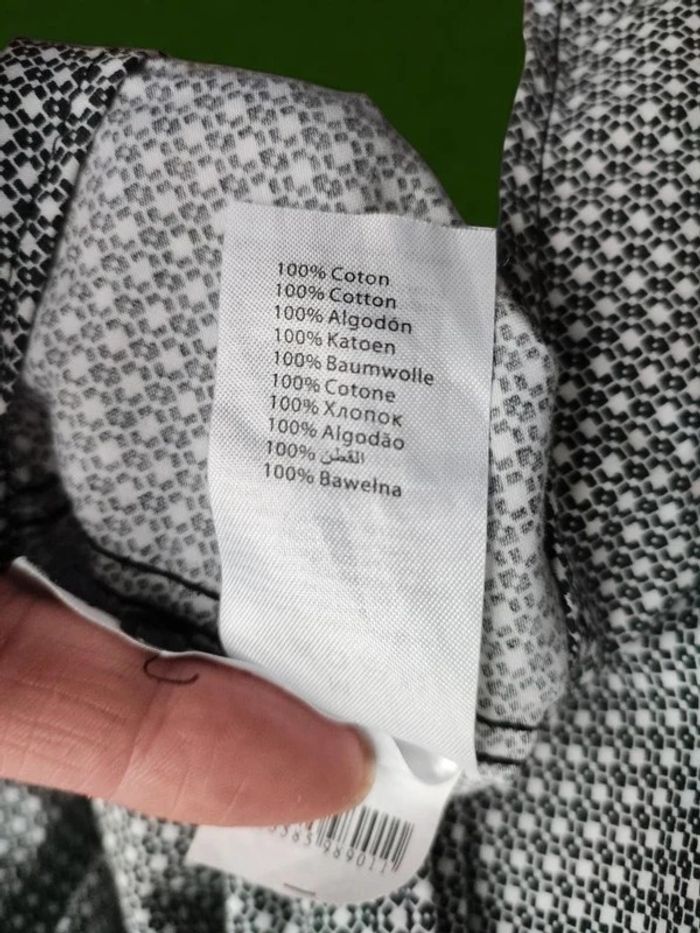 100% Coton
100% Cotton
100% Algodón
100% Katoen
100% Baumwolle
100% Cotone
100% Хлопок
100% Algodão
100% القطن
100% Bawełna